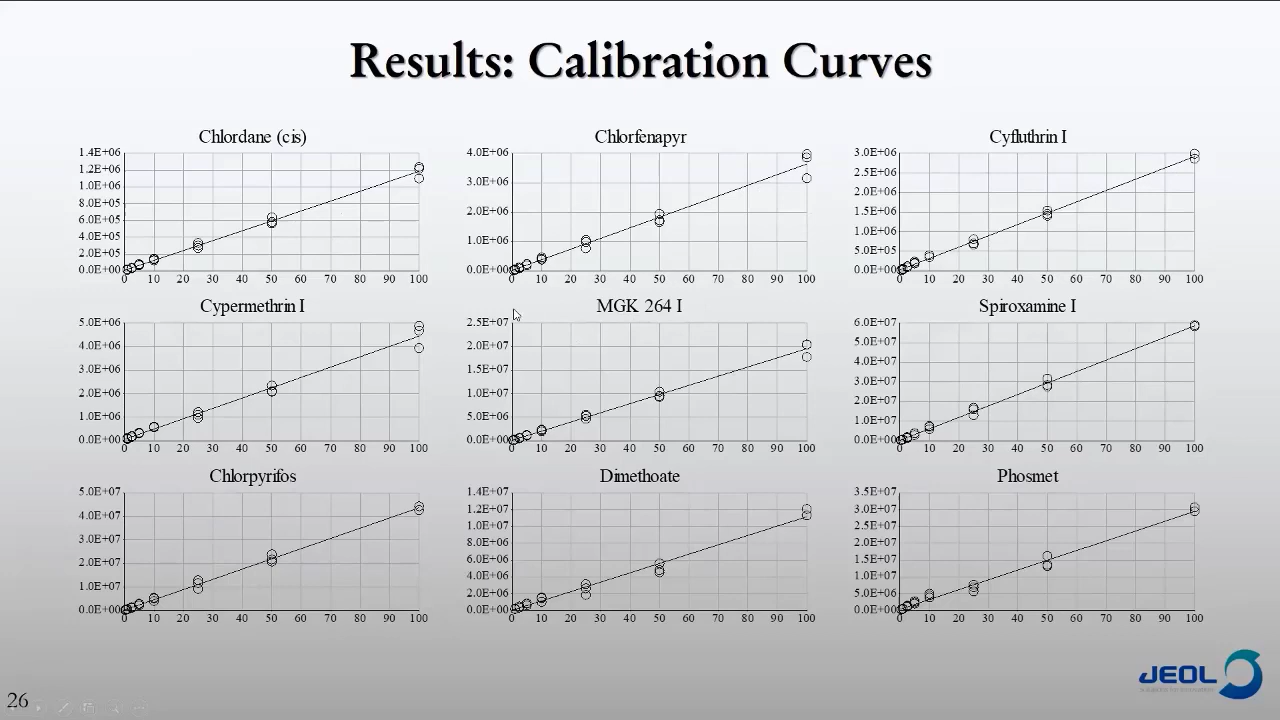 Results: Calibration Curves
Chlordane (cis)
1.4E+06
1.2E+06
1.0E+06
8.0E+05
6.0E+05
4.0E+05
2.0E+05
0.0E+00
0 10 20 30 40 50 60 70 80 90 100
Chlorfenapyr
4.0E+06
3.0E+06
2.0E+06
1.0E+06
0.0E+00
0 10 20 30 40 50 60 70 80 90 100
Cyfluthrin I
3.0E+06
2.5E+06
2.0E+06
1.5E+06
1.0E+06
5.0E+05
0.0E+00
0 10 20 30 40 50 60 70 80 90 100
Cypermethrin I
5.0E+06
4.0E+06
3.0E+06
2.0E+06
1.0E+06
0.0E+00
0 10 20 30 40 50 60 70 80 90 100
MGK 264 I
2.5E+07
2.0E+07
1.5E+07
1.0E+07
5.0E+06
0.0E+00
0 10 20 30 40 50 60 70 80 90 100
Spiroxamine I
6.0E+07
5.0E+07
4.0E+07
3.0E+07
2.0E+07
1.0E+07
0.0E+00
0 10 20 30 40 50 60 70 80 90 100
Chlorpyrifos
5.0E+07
4.0E+07
3.0E+07
2.0E+07
1.0E+07
0.0E+00
0 10 20 30 40 50 60 70 80 90 100
Dimethoate
1.4E+07
1.2E+07
1.0E+07
8.0E+06
6.0E+06
4.0E+06
2.0E+06
0.0E+00
0 10 20 30 40 50 60 70 80 90 100
Phosmet
3.5E+07
3.0E+07
2.5E+07
2.0E+07
1.5E+07
1.0E+07
5.0E+06
0.0E+00
0 10 20 30 40 50 60 70 80 90 100
JEOL
26